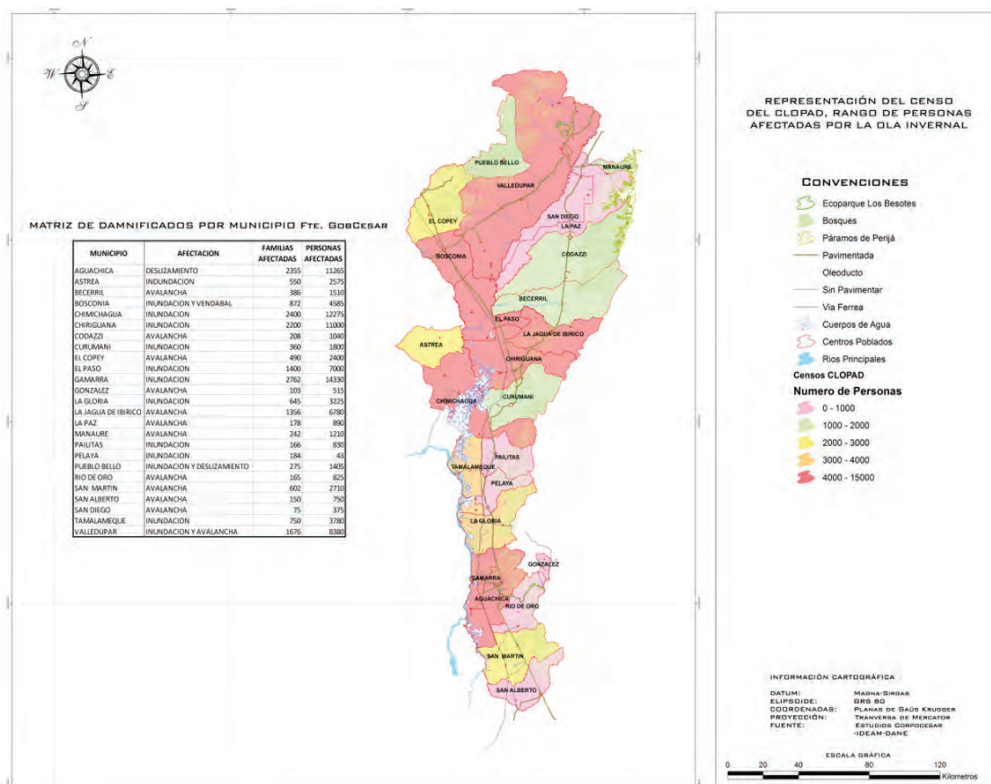 N
W
E
S
MATRIZ DE DAMNIFICADOS POR MUNICIPIO FTE. GOBCESAR
MUNICIPIO AFECTACION FAMILIAS AFECTADAS PERSONAS AFECTADAS
AGUACHICA DESLIZAMIENTO 2355 11265
ASTREA INDUNDACION 550 2575
BECERRIL AVALANCHA 386 1510
BOSCONIA INUNDACION Y VENDABAL 872 4585
CHIMICHAGUA INUNDACION 2400 12275
CHIRIGUANA INUNDACION 2200 11000
CODAZZI AVALANCHA 208 1040
CURUMANI INUNDACION 360 1800
EL COPEY AVALANCHA 490 2400
EL PASO INUNDACION 1400 7000
GAMARRA INUNDACION 2762 14330
GONZALEZ AVALANCHA 103 515
LA GLORIA INUNDACION 645 3225
LA JAGUA DE IBIRICO AVALANCHA 1356 6780
LA PAZ AVALANCHA 178 890
MANAURE AVALANCHA 242 1210
PAILITAS INUNDACION 166 830
PELAYA INUNDACION 184 43
PUEBLO BELLO INUNDACION Y DESLIZAMIENTO 275 1405
RIO DE ORO AVALANCHA 165 825
SAN MARTIN AVALANCHA 602 2710
SAN ALBERTO AVALANCHA 150 750
SAN DIEGO AVALANCHA 75 375
TAMALAMEQUE INUNDACION 750 3780
VALLEDUPAR INUNDACION Y AVALANCHA 1676 8380
PUEBLO BELLO
MANAURE
VALLEDUPAR
EL COPEY
SAN DIEGO
LA PAZ
BOSCONIA
CODAZZI
BECERRIL
EL PASO
LA JAGUA DE IBIRICO
ASTREA
CHIRIGUANA
CHIMICHAGUA
CURUMANI
PAILITAS
TAMALAMEQUE
PELAYA
LA GLORIA
GONZALEZ
GAMARRA
AGUACHICA
RIO DE ORO
SAN MARTIN
SAN ALBERTO
REPRESENTACIÓN DEL CENSO
DEL CLOPAD, RANGO DE PERSONAS
AFECTADAS POR LA OLA INVERNAL
CONVENCIONES
Ecoparque Los Besotes
Bosques
Páramos de Perijá
Pavimentada
Oleoducto
Sin Pavimentar
Via Ferrea
Cuerpos de Agua
Centros Poblados
Rios Principales
Censos CLOPAD
Numero de Personas
0 - 1000
1000 - 2000
2000 - 3000
3000 - 4000
4000 - 15000
INFORMACIÓN CARTOGRÁFICA
DATUM: MAGNA-SIRGAS
ELIPSOIDE: GRS 80
COORDENADAS: PLANAS DE GAÜS KRUGGER
PROYECCIÓN: TRANVERGA DE MERCATOR
FUENTE: ESTUDIOS CORPOCESAR
-IDEAM-DANE
ESCALA GRÁFICA
0 20 40 80 120
Kilometros